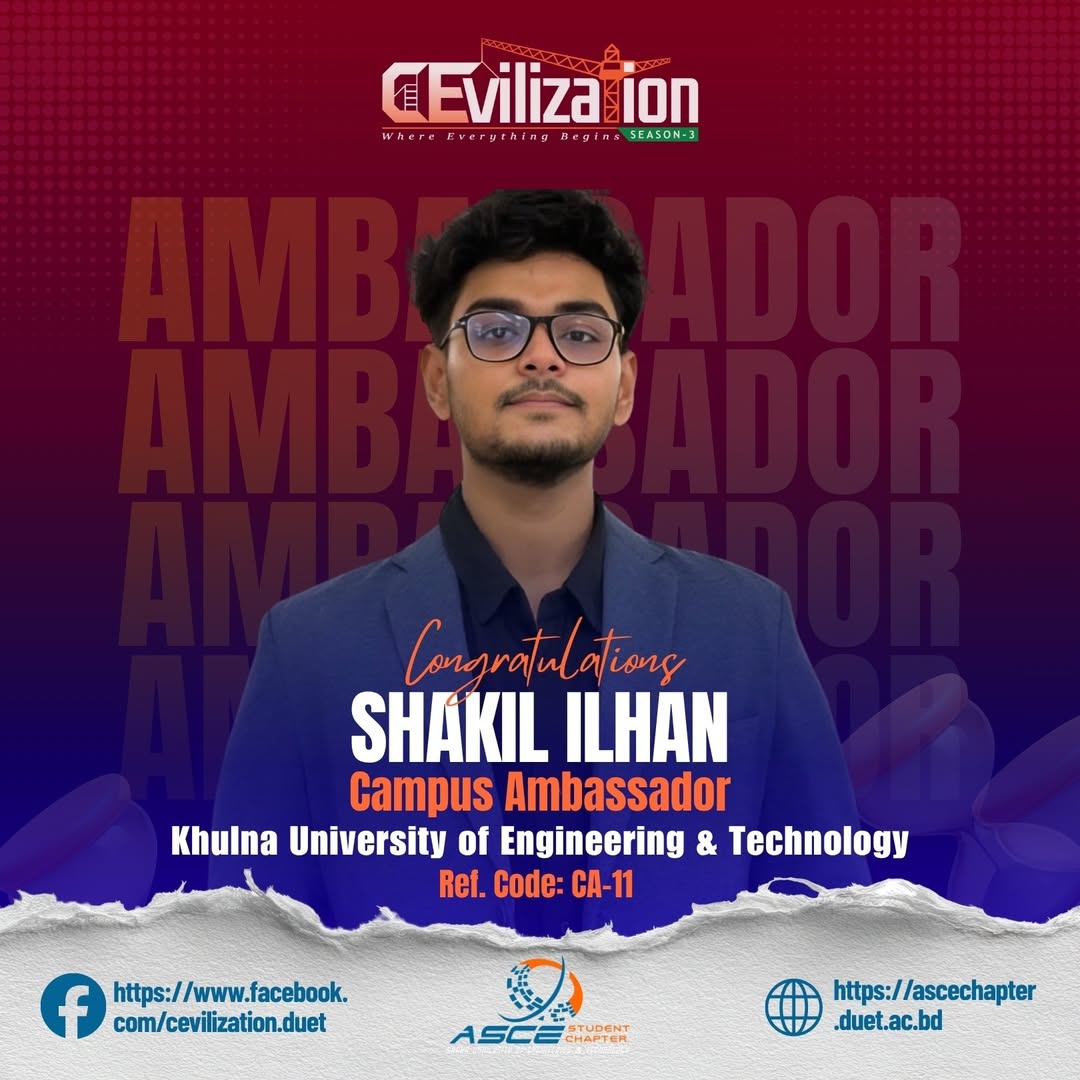 CEvilization
Where Everything Begins SEASON-3
AMBASSADOR
AMBASSADOR
AMBASSADOR
AMBASSADOR
Congratulations
SHAKIL ILHAN
Campus Ambassador
Khulna University of Engineering & Technology
Ref. Code: CA-11
https://www.facebook.
com/cevilization.duet
ASCE STUDENT
CHAPTER
https://ascechapter
.duet.ac.bd